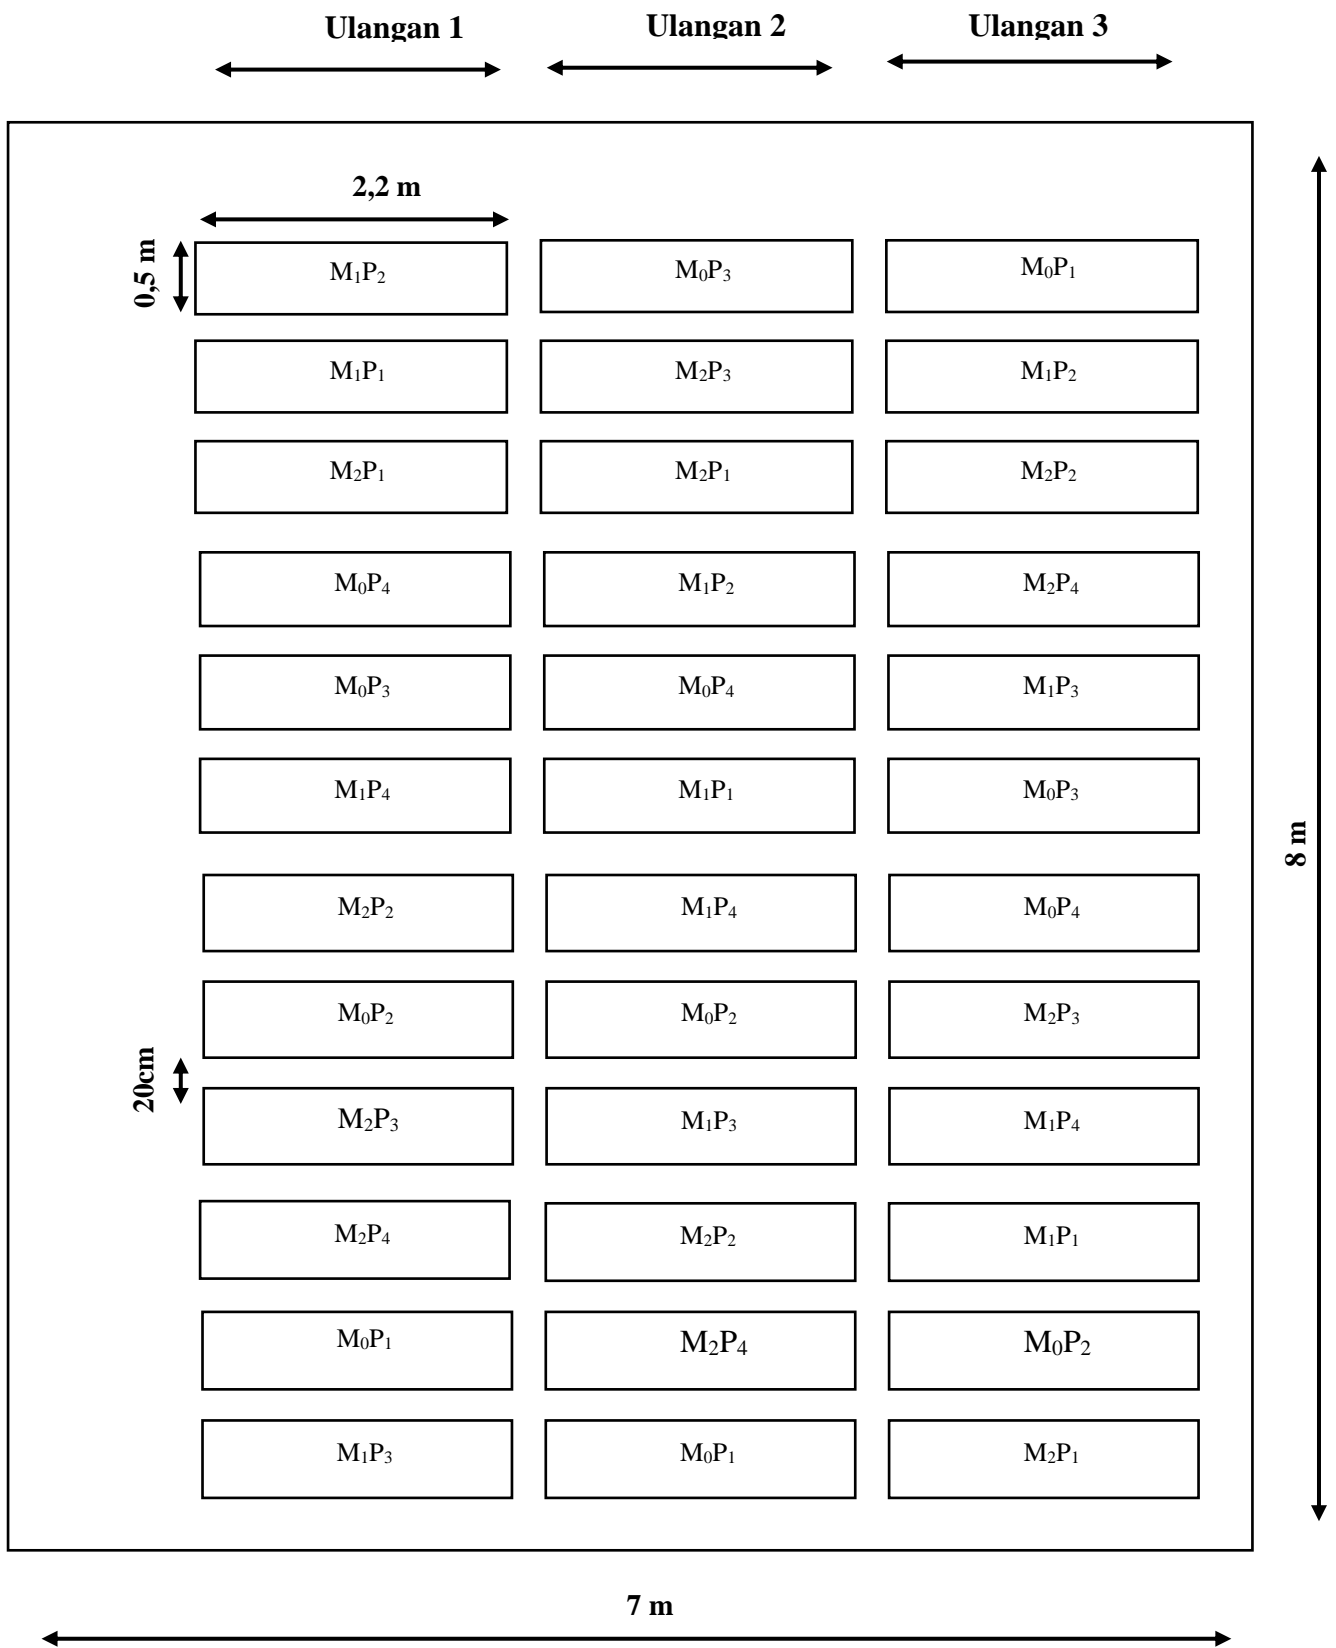 Ulangan 1 Ulangan 2 Ulangan 3
2,2 m
0,5 m
M₁P₂ M₀P₃ M₀P₁
M₁P₁ M₂P₃ M₁P₂
M₂P₁ M₂P₁ M₂P₂
M₀P₄ M₁P₂ M₂P₄
M₀P₃ M₀P₄ M₁P₃
M₁P₄ M₁P₁ M₀P₃
8 m
M₂P₂ M₁P₄ M₀P₄
M₀P₂ M₀P₂ M₂P₃
20cm
M₂P₃ M₁P₃ M₁P₄
M₂P₄ M₂P₂ M₁P₁
M₀P₁ M₂P₄ M₀P₂
M₁P₃ M₀P₁ M₂P₁
7 m